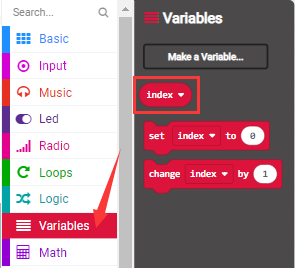 Search...
Basic
Input
Music
Led
Radio
Loops
Logic
Variables
Math
Variables
Make a Variable...
index
set index to 0
change index by 1